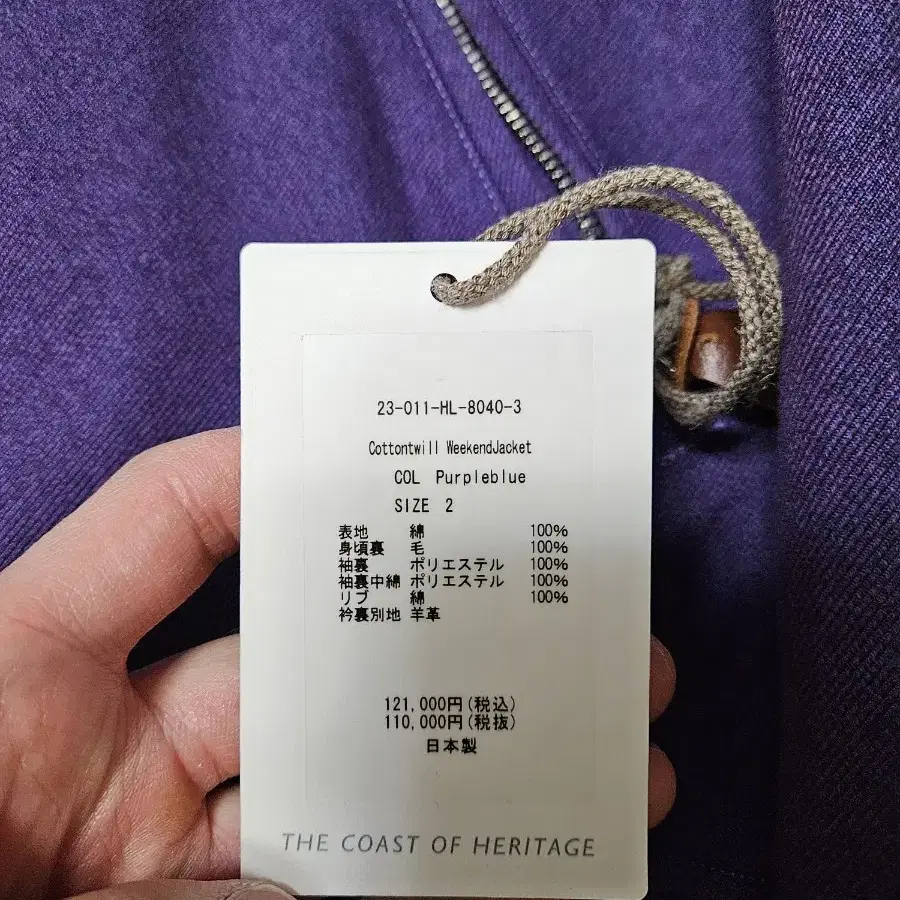 23-011-HL-8040-3
Cottontwill WeekendJacket
COL Purpleblue
SIZE 2
表地 綿 100%
身頃裏 毛 100%
袖裏 ポリエステル 100%
袖裏中綿 ポリエステル 100%
リブ 綿 100%
衿裏別地 羊革
121,000円(税込)
110,000円(税抜)
日本製
THE COAST OF HERITAGE